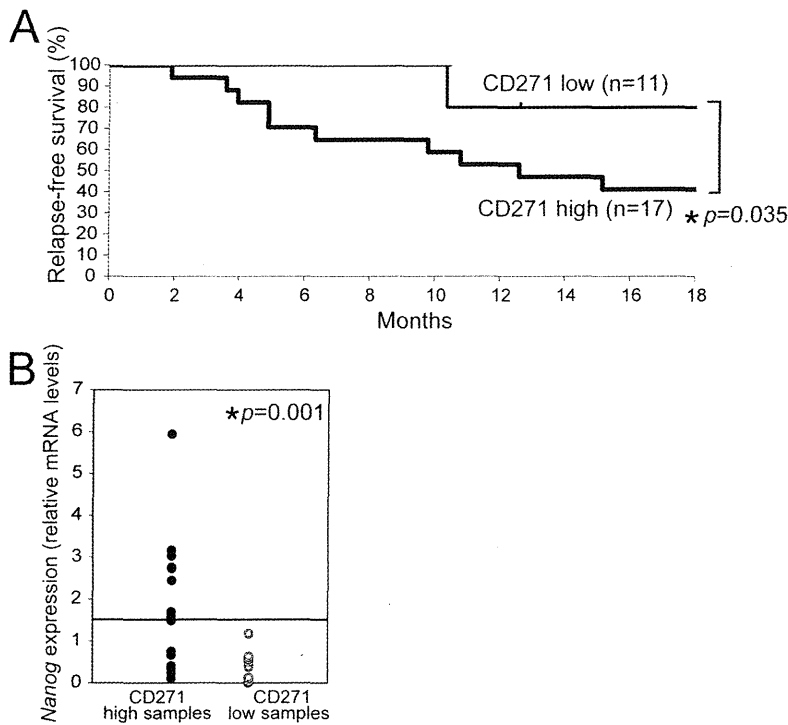 A
Relapse-free survival (%)
100
90
80
70
60
50
40
30
20
10
0
CD271 low (n=11)
CD271 high (n=17)
*p=0.035
0 2 4 6 8 10 12 14 16 18
Months
B
Nanog expression (relative mRNA levels)
7
6
5
4
3
2
1
0
*p=0.001
CD271
high samples
CD271
low samples